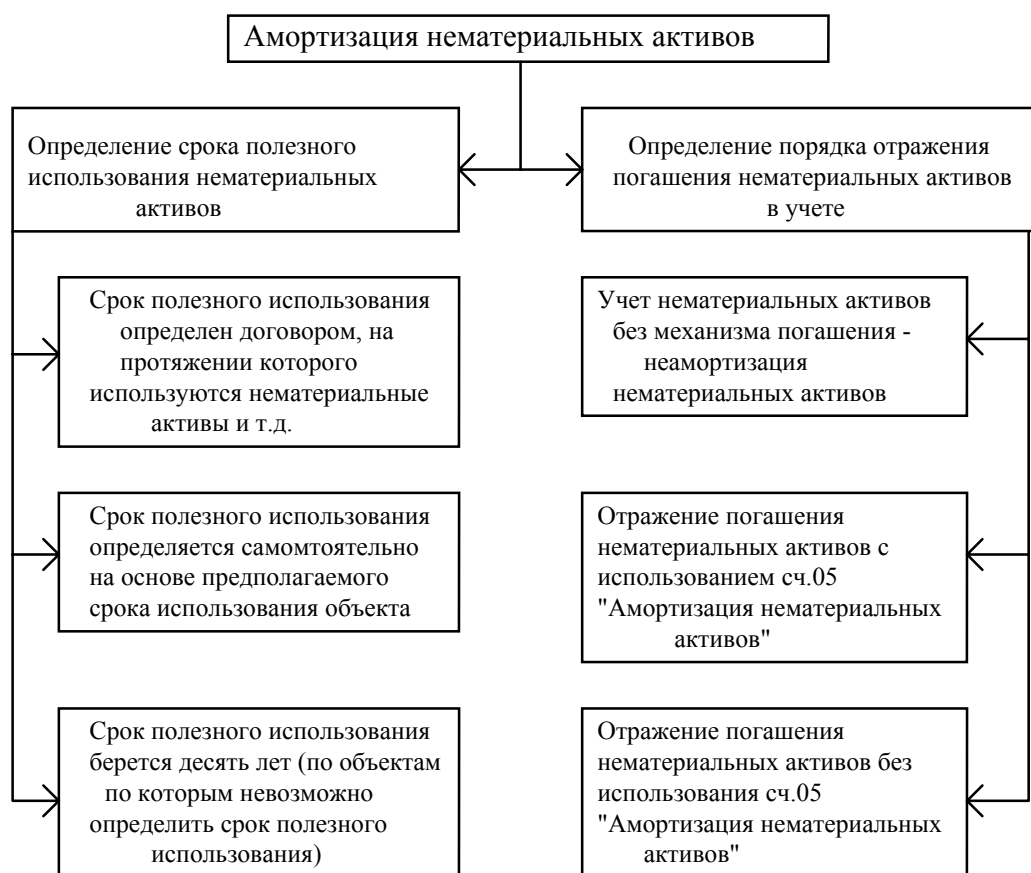 Амортизация нематериальных активов
Определение срока полезного
использования нематериальных
активов
Определение порядка отражения
погашения нематериальных активов
в учете
Срок полезного использования
определен договором, на
протяжении которого
используются нематериальные
активы и т.д.
Учет нематериальных активов
без механизма погашения -
неамортизация
нематериальных активов
Срок полезного использования
определяется самомтоятельно
на основе предполагаемого
срока использования объекта
Отражение погашения
нематериальных активов с
использованием сч.05
"Амортизация нематериальных
активов"
Срок полезного использования
берется десять лет (по объектам
по которым невозможно
определить срок полезного
использования)
Отражение погашения
нематериальных активов без
использования сч.05
"Амортизация нематериальных
активов"